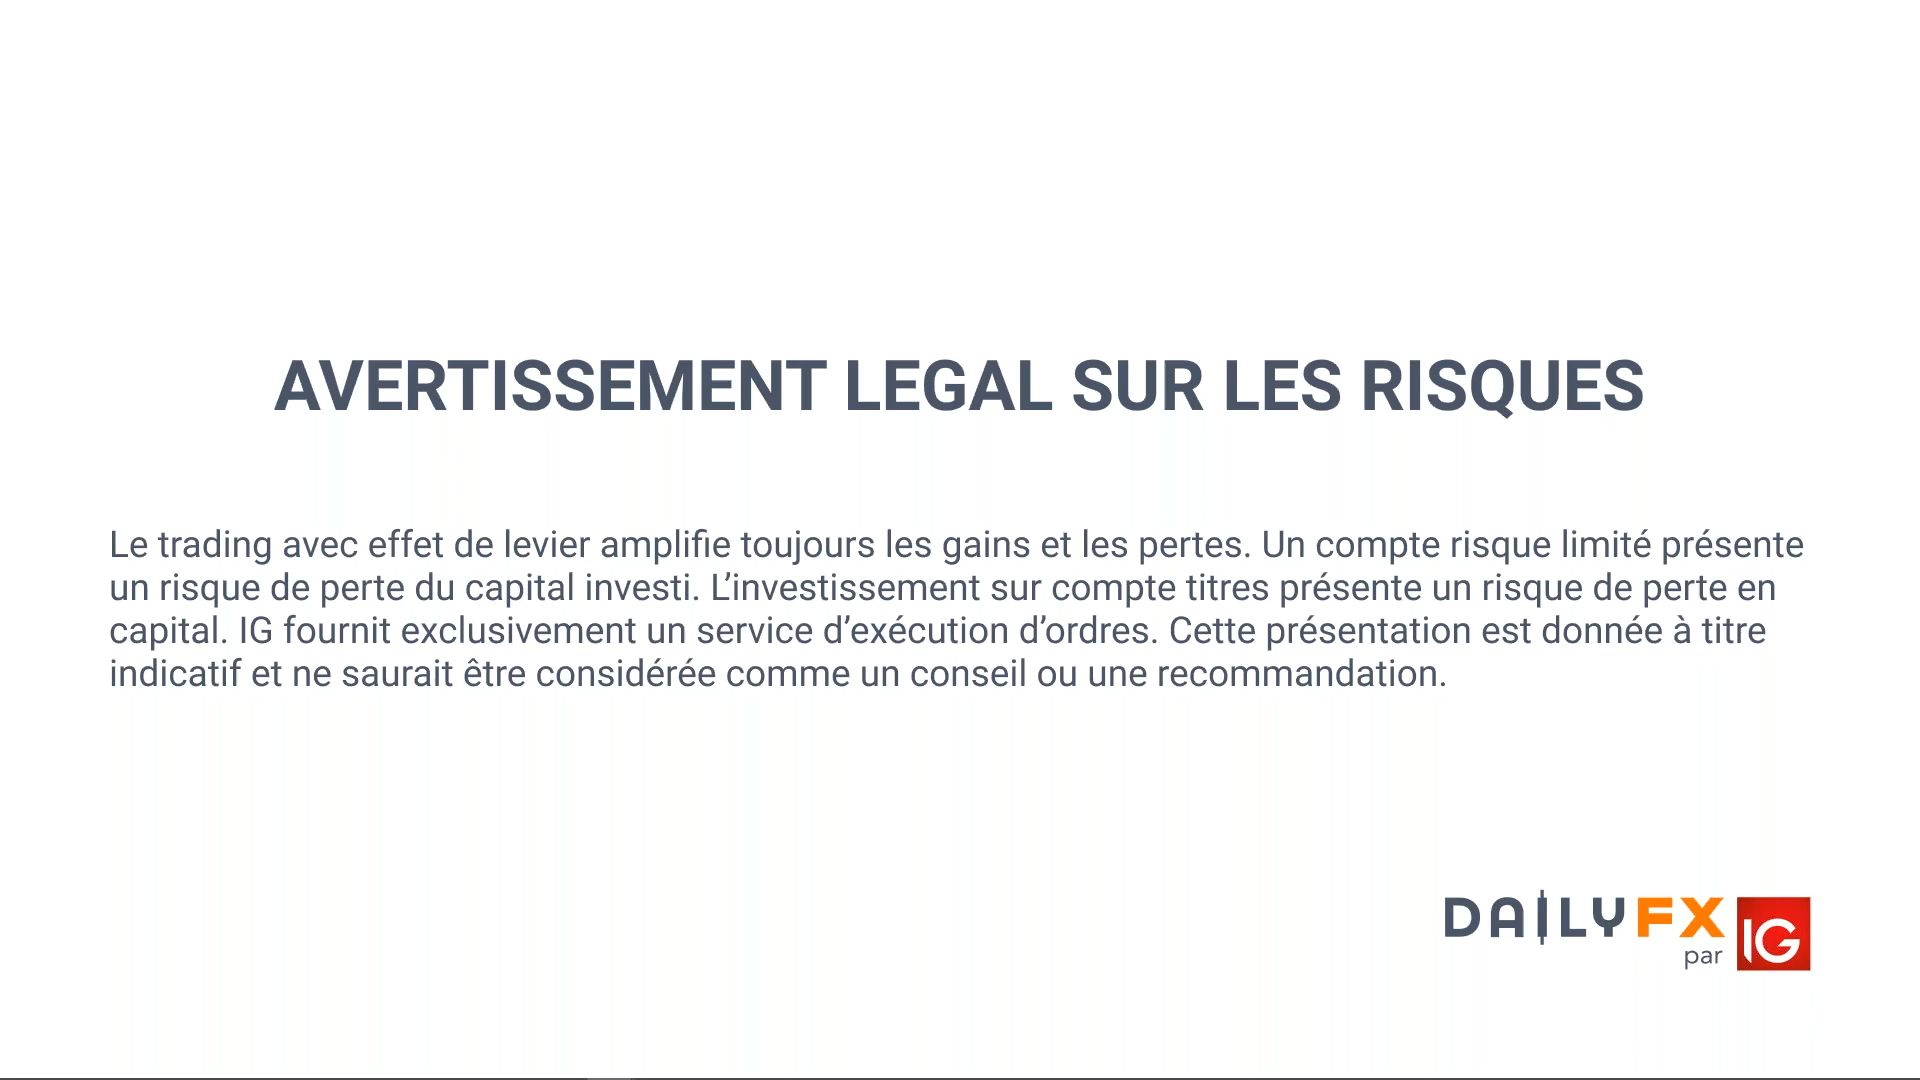 AVERTISSEMENT LEGAL SUR LES RISQUES
Le trading avec effet de levier amplifie toujours les gains et les pertes. Un compte risque limité présente
un risque de perte du capital investi. L’investissement sur compte titres présente un risque de perte en
capital. IG fournit exclusivement un service d’exécution d’ordres. Cette présentation est donnée à titre
indicatif et ne saurait être considérée comme un conseil ou une recommandation.
DAILYFX
par IG